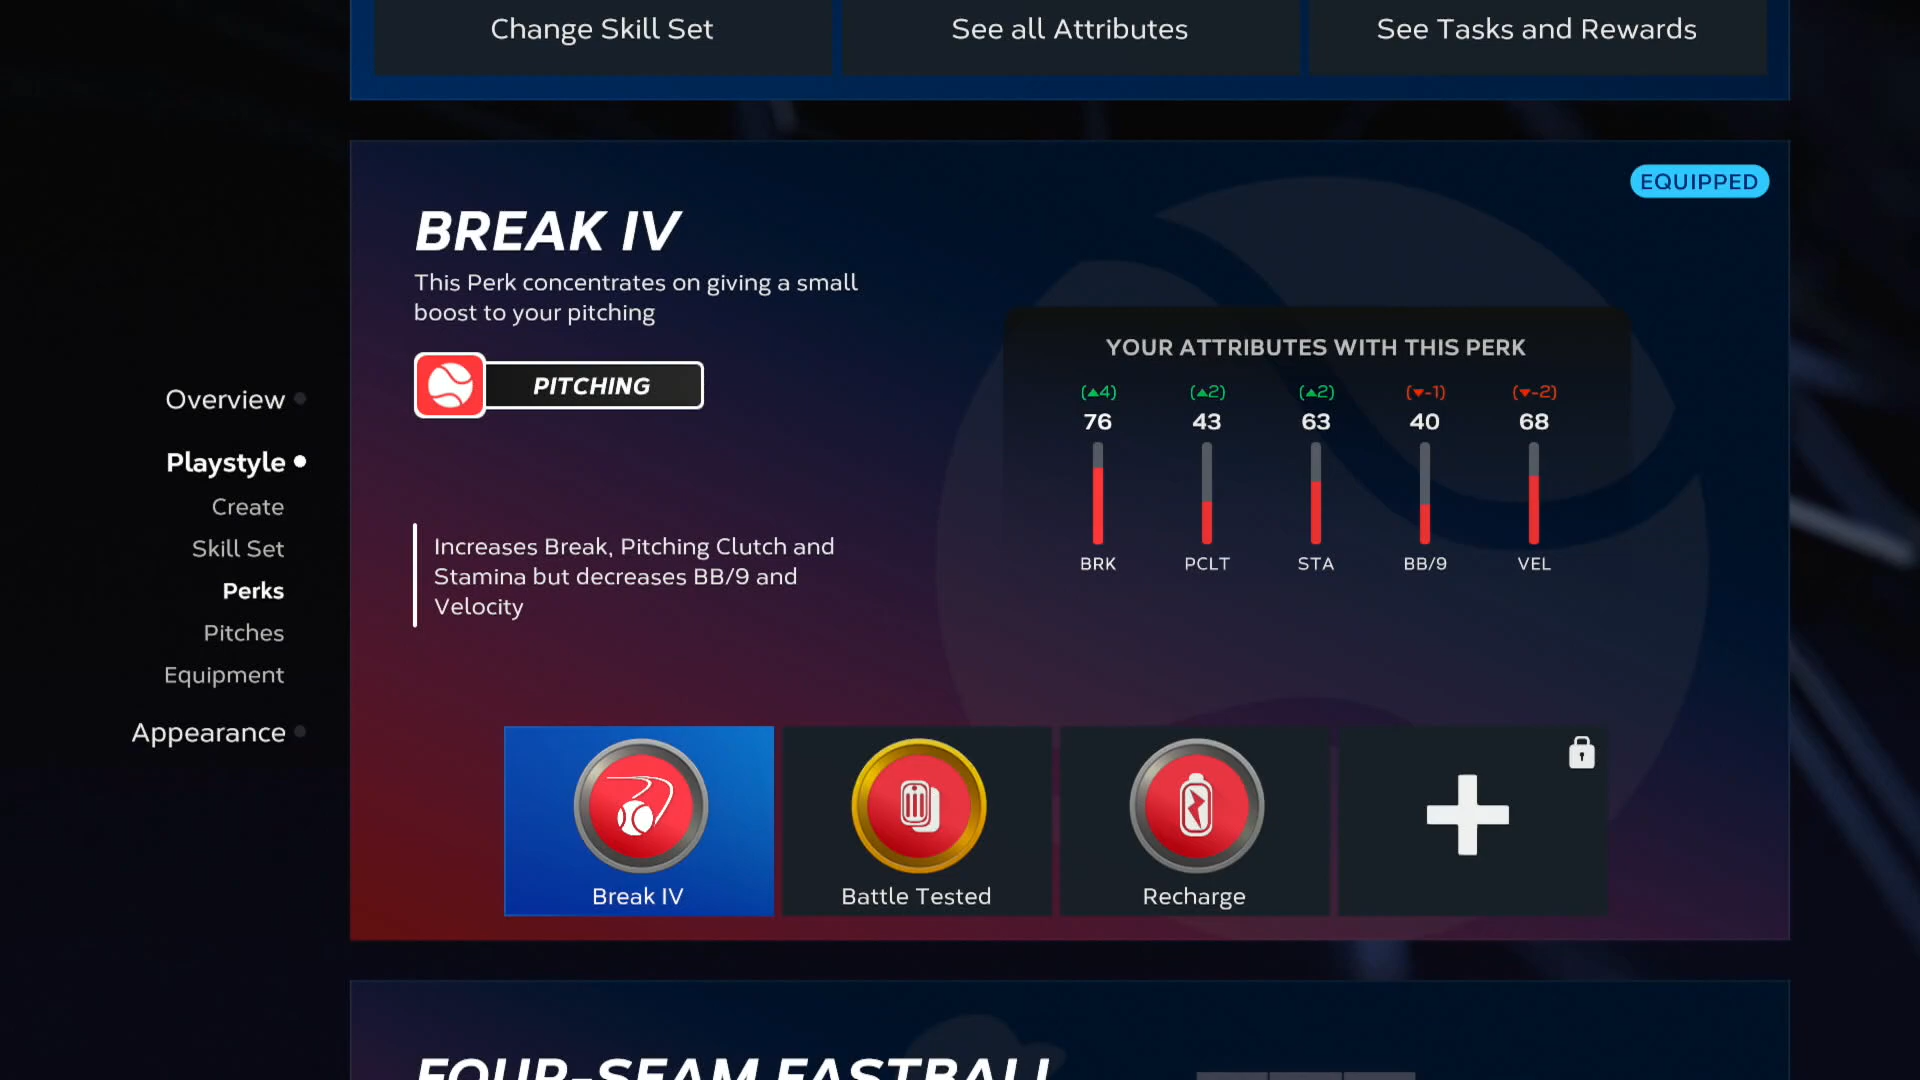 Change Skill Set
See all Attributes
See Tasks and Rewards
EQUIPPED
BREAK IV
This Perk concentrates on giving a small
boost to your pitching
PITCHING
Increases Break, Pitching Clutch and
Stamina but decreases BB/9 and
Velocity
YOUR ATTRIBUTES WITH THIS PERK
(▲4) (▲2) (▲2) (▼-1) (▼-2)
76 43 63 40 68
BRK PCLT STA BB/9 VEL
Overview
Playstyle
Create
Skill Set
Perks
Pitches
Equipment
Appearance
Break IV
Battle Tested
Recharge
FOUR-SEAM FASTBALL